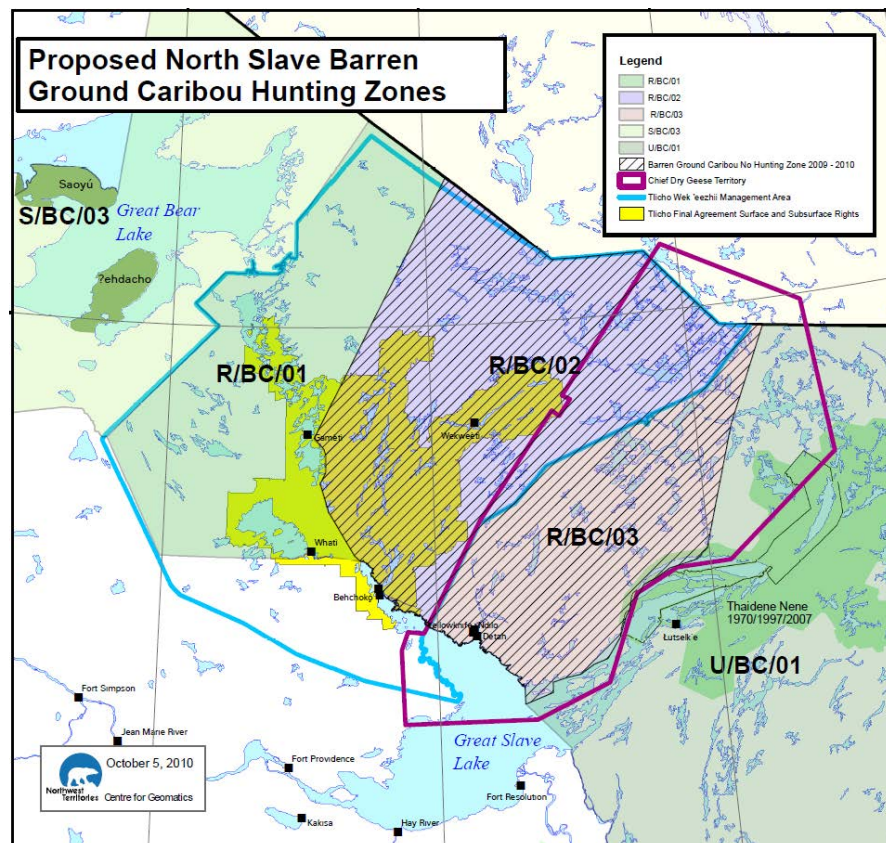 Proposed North Slave Barren
Ground Caribou Hunting Zones
Legend
R/BC/01
R/BC/02
R/BC/03
S/BC/03
U/BC/01
Barren Ground Caribou No Hunting Zone 2009 - 2010
Chief Dry Geese Territory
Tlicho Wek 'eezhii Management Area
Tlicho Final Agreement Surface and Subsurface Rights
Saoyú
S/BC/03
Great Bear
Lake
?ehdacho
R/BC/01
R/BC/02
Gameti
Wekweeti
R/BC/03
Whati
Behchoko
Yellowknife Ndilo
Detah
Thaidene Nene
1970/1997/2007
Łutselk'e
U/BC/01
Fort Simpson
Jean Marie River
Great Slave
Lake
Fort Providence
Fort Resolution
Kakisa
Hay River
October 5, 2010
Northwest
Territories
Centre for Geomatics